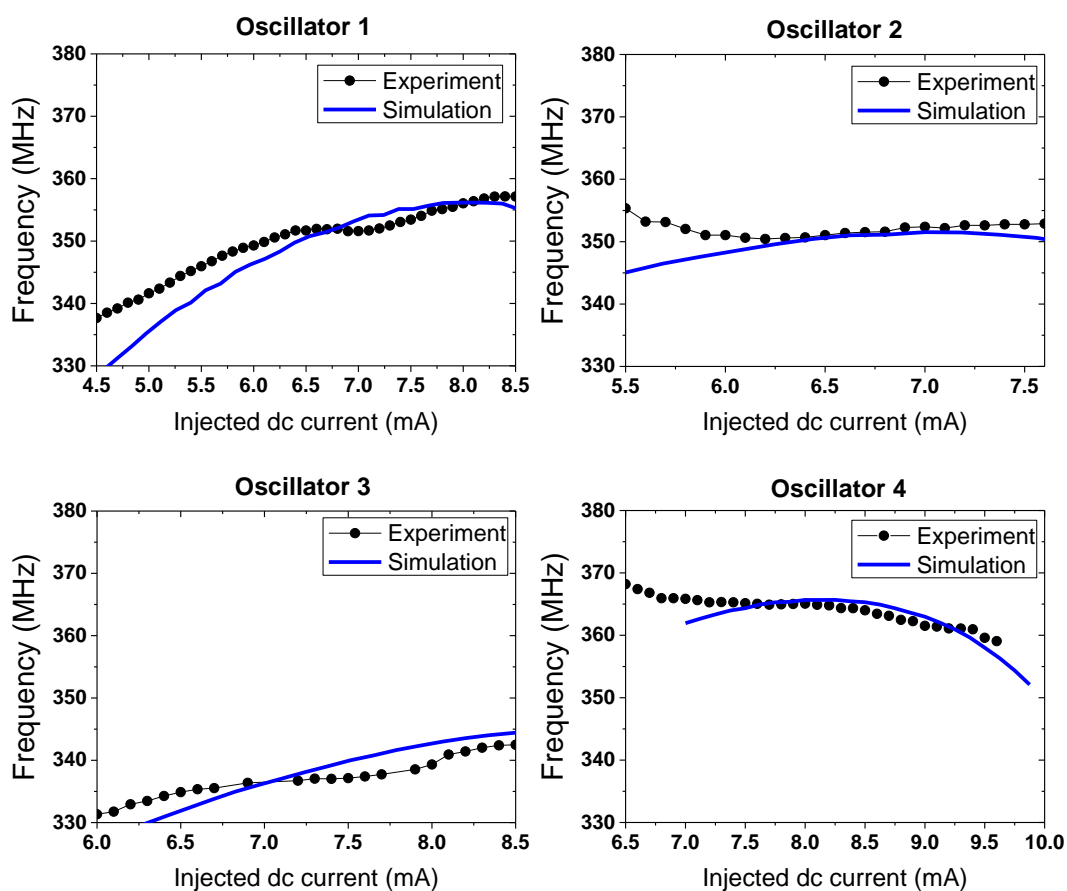 Oscillator 1
380
370
360
350
340
330
4.5 5.0 5.5 6.0 6.5 7.0 7.5 8.0 8.5
Frequency (MHz)
Injected dc current (mA)
Experiment
Simulation
Oscillator 2
380
370
360
350
340
330
5.5 6.0 6.5 7.0 7.5
Frequency (MHz)
Injected dc current (mA)
Experiment
Simulation
Oscillator 3
380
370
360
350
340
330
6.0 6.5 7.0 7.5 8.0 8.5
Frequency (MHz)
Injected dc current (mA)
Experiment
Simulation
Oscillator 4
380
370
360
350
340
330
6.5 7.0 7.5 8.0 8.5 9.0 9.5 10.0
Frequency (MHz)
Injected dc current (mA)
Experiment
Simulation